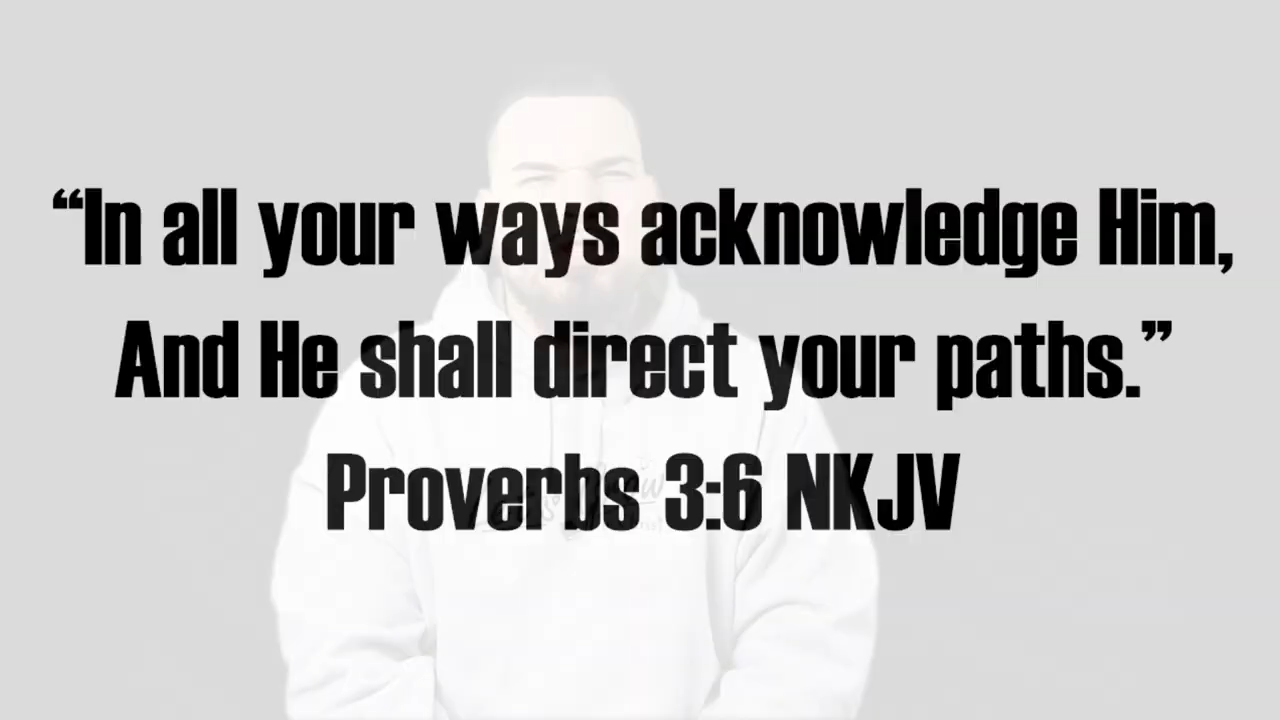 “In all your ways acknowledge Him,
And He shall direct your paths.”
Proverbs 3:6 NKJV